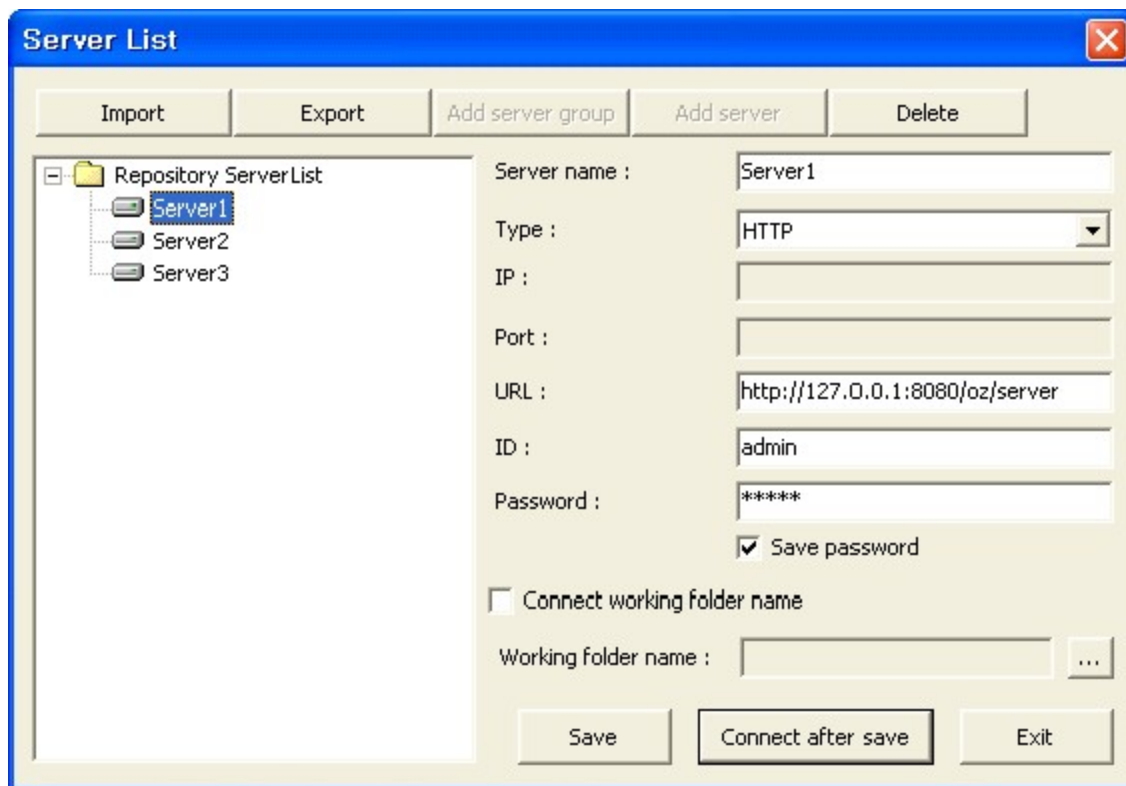 Server List
Import Export Add server group Add server Delete
Repository ServerList
Server1
Server2
Server3
Server name : Server1
Type : HTTP
IP :
Port :
URL : http://127.0.0.1:8080/oz/server
ID : admin
Password : *****
Save password
Connect working folder name
Working folder name : ...
Save Connect after save Exit